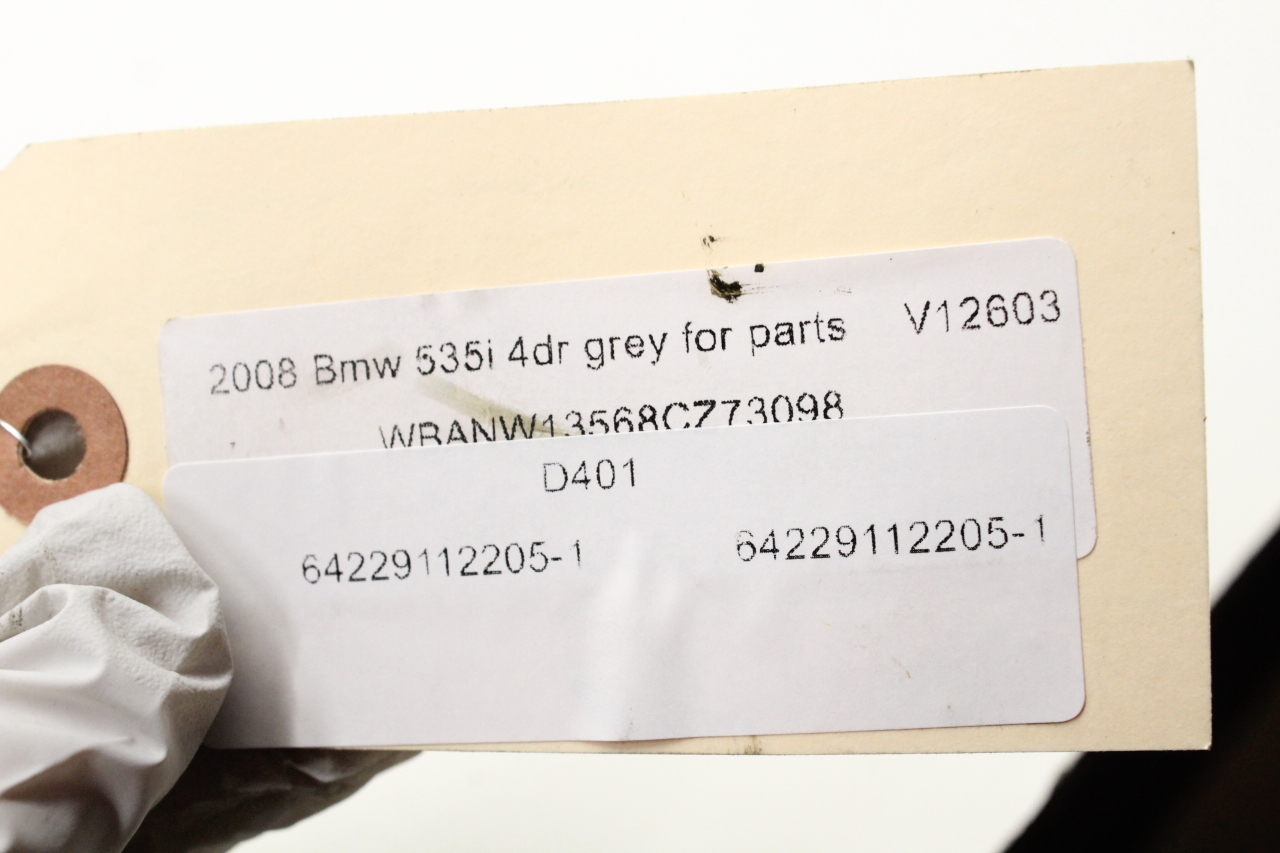 2008 Bmw 535i 4dr grey for parts V12603
WBANW13568CZ73098
D401
64229112205-1 64229112205-1